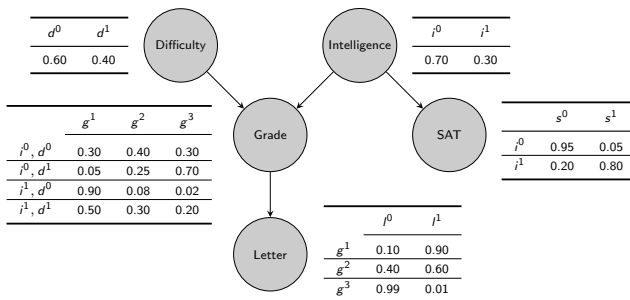 d⁰ d¹
0.60 0.40
Difficulty
Intelligence
i⁰ i¹
0.70 0.30
g¹ g² g³
i⁰, d⁰ 0.30 0.40 0.30
i⁰, d¹ 0.05 0.25 0.70
i¹, d⁰ 0.90 0.08 0.02
i¹, d¹ 0.50 0.30 0.20
Grade
SAT
s⁰ s¹
i⁰ 0.95 0.05
i¹ 0.20 0.80
Letter
l⁰ l¹
g¹ 0.10 0.90
g² 0.40 0.60
g³ 0.99 0.01